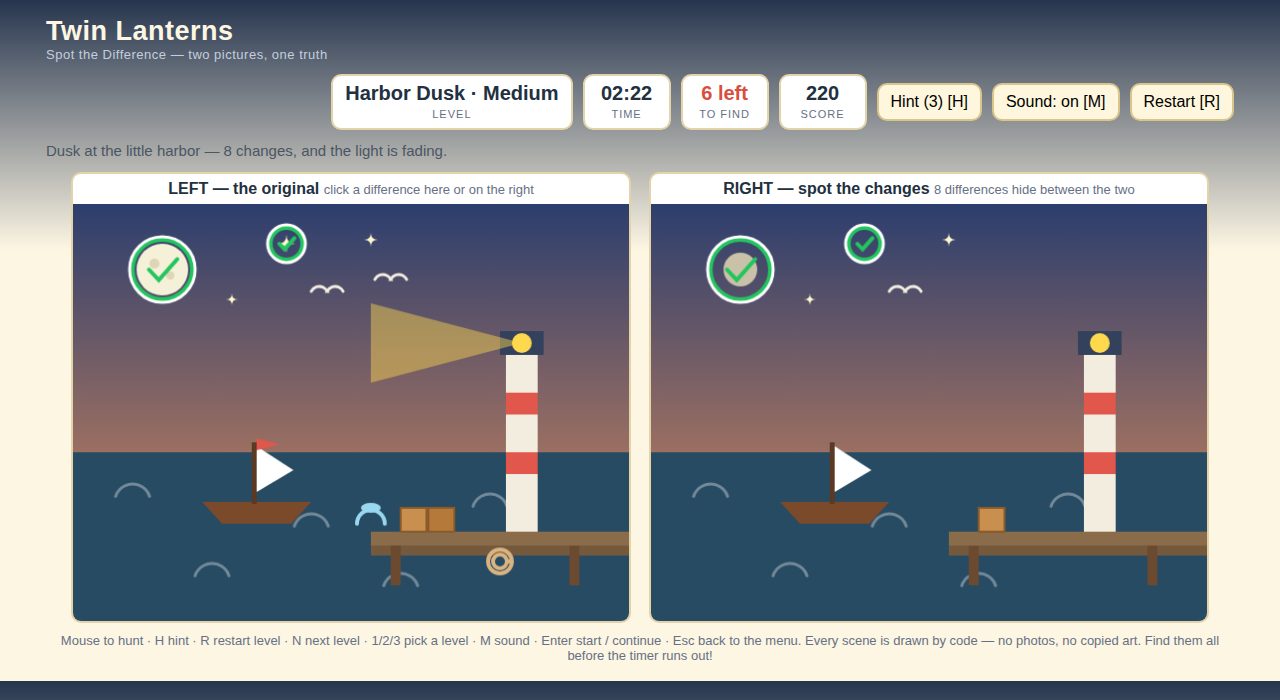 Twin Lanterns
Spot the Difference — two pictures, one truth
Harbor Dusk · Medium
LEVEL
02:22
TIME
6 left
TO FIND
220
SCORE
Hint (3) [H]
Sound: on [M]
Restart [R]
Dusk at the little harbor — 8 changes, and the light is fading.
LEFT — the original click a difference here or on the right
RIGHT — spot the changes 8 differences hide between the two
Mouse to hunt · H hint · R restart level · N next level · 1/2/3 pick a level · M sound · Enter start / continue · Esc back to the menu. Every scene is drawn by code — no photos, no copied art. Find them all
before the timer runs out!